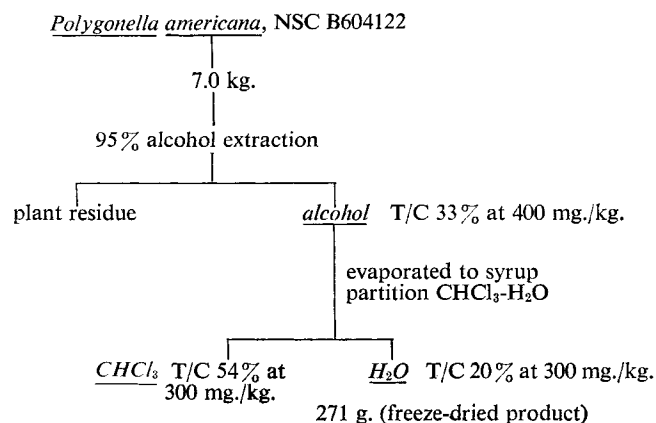 Polygonella americana, NSC B604122
7.0 kg.
95% alcohol extraction
plant residue
alcohol T/C 33% at 400 mg./kg.
evaporated to syrup
partition CHCl₃-H₂O
CHCl₃ T/C 54% at
300 mg./kg.
H₂O T/C 20% at 300 mg./kg.
271 g. (freeze-dried product)